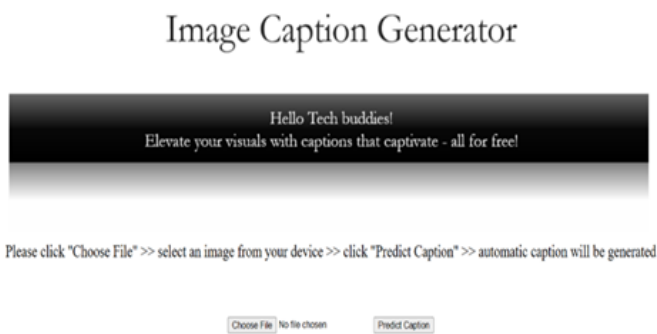 Image Caption Generator
Hello Tech buddies!
Elevate your visuals with captions that captivate - all for free!
Please click "Choose File" >> select an image from your device >> click "Predict Caption" >> automatic caption will be generated
Choose File No file chosen Predict Caption